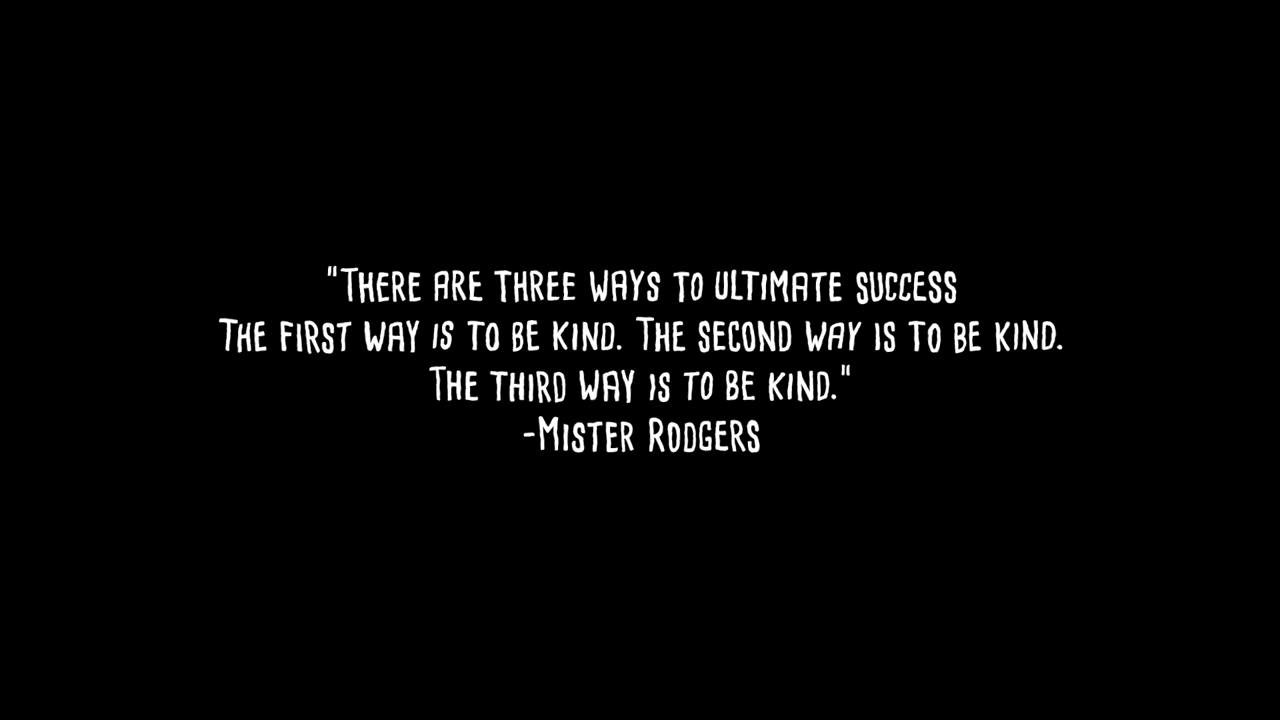 "There are three ways to ultimate success
The first way is to be kind. The second way is to be kind.
The third way is to be kind."
-Mister Rodgers